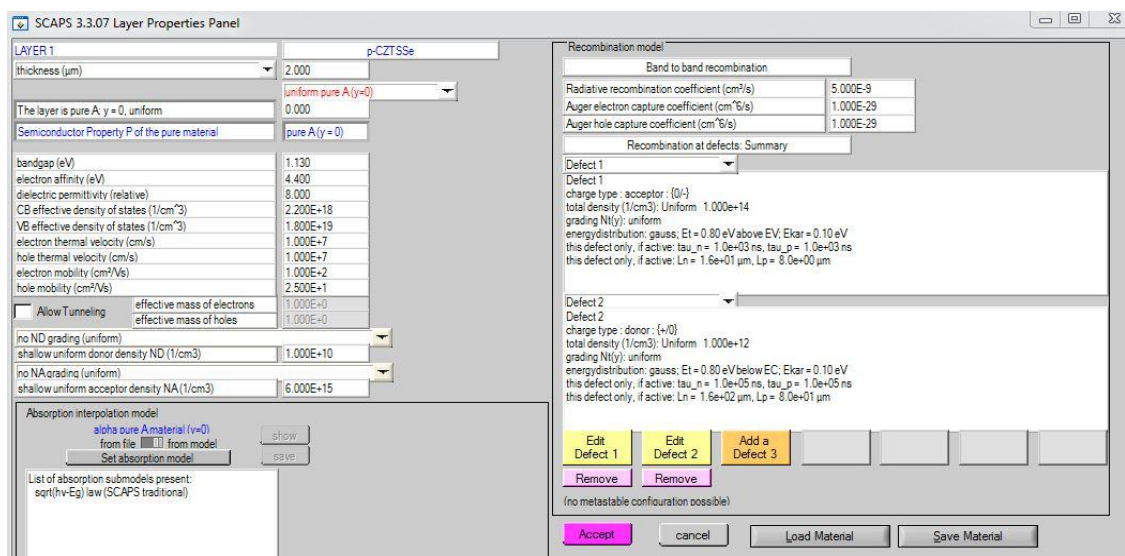 SCAPS 3.3.07 Layer Properties Panel
LAYER 1 p-CZTSSe
thickness (µm) 2.000
uniform pure A (y=0)
The layer is pure A: y = 0, uniform 0.000
Semiconductor Property P of the pure material pure A (y = 0)
bandgap (eV) 1.130
electron affinity (eV) 4.400
dielectric permittivity (relative) 8.000
CB effective density of states (1/cm^3) 2.200E+18
VB effective density of states (1/cm^3) 1.800E+19
electron thermal velocity (cm/s) 1.000E+7
hole thermal velocity (cm/s) 1.000E+7
electron mobility (cm²/Vs) 1.000E+2
hole mobility (cm²/Vs) 2.500E+1
Allow Tunneling
effective mass of electrons 1.000E+0
effective mass of holes 1.000E+0
no ND grading (uniform)
shallow uniform donor density ND (1/cm3) 1.000E+10
no NA grading (uniform)
shallow uniform acceptor density NA (1/cm3) 6.000E+15
Absorption interpolation model
alpha pure A material (y=0)
from file from model
show
Set absorption model
save
List of absorption submodels present:
sqrt(hv-Eg) law (SCAPS traditional)
Recombination model
Band to band recombination
Radiative recombination coefficient (cm³/s) 5.000E-9
Auger electron capture coefficient (cm^6/s) 1.000E-29
Auger hole capture coefficient (cm^6/s) 1.000E-29
Recombination at defects: Summary
Defect 1
Defect 1
charge type : acceptor : {0/-}
total density (1/cm3): Uniform 1.000e+14
grading Nt(y): uniform
energydistribution: gauss; Et = 0.80 eV above EV; Ekar = 0.10 eV
this defect only, if active: tau_n = 1.0e+03 ns, tau_p = 1.0e+03 ns
this defect only, if active: Ln = 1.6e+01 µm, Lp = 8.0e+00 µm
Defect 2
Defect 2
charge type : donor : {+/0}
total density (1/cm3): Uniform 1.000e+12
grading Nt(y): uniform
energydistribution: gauss; Et = 0.80 eV below EC; Ekar = 0.10 eV
this defect only, if active: tau_n = 1.0e+05 ns, tau_p = 1.0e+05 ns
this defect only, if active: Ln = 1.6e+02 µm, Lp = 8.0e+01 µm
Edit Defect 1
Edit Defect 2
Add a Defect 3
Remove Remove
(no metastable configuration possible)
Accept cancel Load Material Save Material